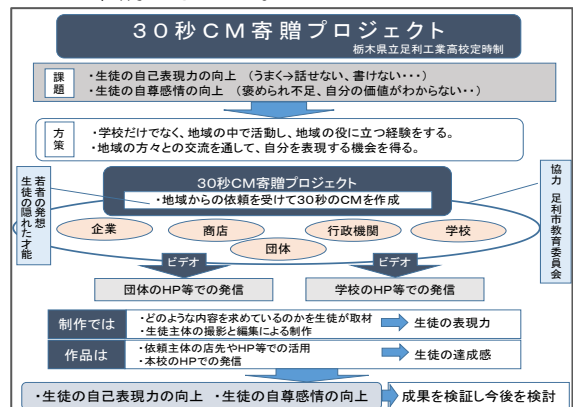 30秒CM寄贈プロジェクト
栃木県立足利工業高校定時制
課題
・生徒の自己表現力の向上 （うまく→話せない、書けない・・・）
・生徒の自尊感情の向上 （褒められ不足、自分の価値がわからない・・）
方策
・学校だけでなく、地域の中で活動し、地域の役に立つ経験をする。
・地域の方々との交流を通して、自分を表現する機会を得る。
若者の発想
生徒の隠れた才能
協力 足利市教育委員会
30秒CM寄贈プロジェクト
・地域からの依頼を受けて30秒のCMを作成
企業
商店
行政機関
学校
団体
ビデオ
ビデオ
団体のHP等での発信
学校のHP等での発信
制作では
・どのような内容を求めているのかを生徒が取材
・生徒主体の撮影と編集による制作
生徒の表現力
作品は
・依頼主体の店先やHP等での活用
・本校のHPでの発信
生徒の達成感
・生徒の自己表現力の向上 ・生徒の自尊感情の向上
成果を検証し今後を検討